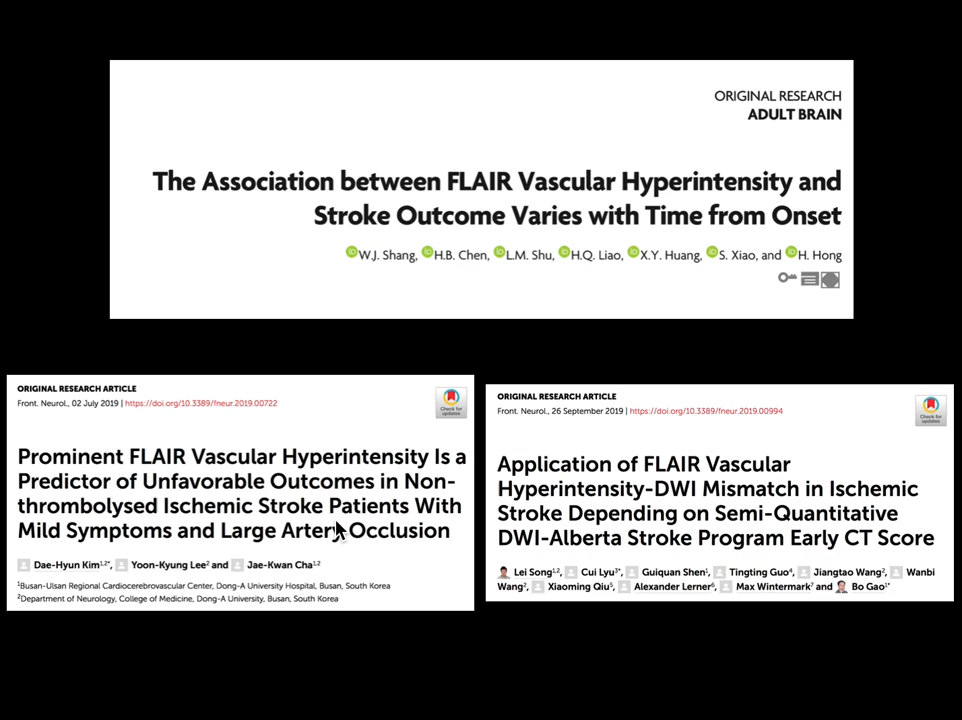 ORIGINAL RESEARCH
ADULT BRAIN
The Association between FLAIR Vascular Hyperintensity and
Stroke Outcome Varies with Time from Onset
W.J. Shang, H.B. Chen, L.M. Shu, H.Q. Liao, X.Y. Huang, S. Xiao, and H. Hong
ORIGINAL RESEARCH ARTICLE
Front. Neurol., 02 July 2019 | https://doi.org/10.3389/fneur.2019.00722
Check for
updates
Prominent FLAIR Vascular Hyperintensity Is a
Predictor of Unfavorable Outcomes in Non-
thrombolysed Ischemic Stroke Patients With
Mild Symptoms and Large Artery Occlusion
Dae-Hyun Kim1,2*, Yoon-Kyung Lee2 and Jae-Kwan Cha1,2
1Busan-Ulsan Regional Cardiocerebrovascular Center, Dong-A University Hospital, Busan, South Korea
2Department of Neurology, College of Medicine, Dong-A University, Busan, South Korea
ORIGINAL RESEARCH ARTICLE
Front. Neurol., 26 September 2019 | https://doi.org/10.3389/fneur.2019.00994
Check for
updates
Application of FLAIR Vascular
Hyperintensity-DWI Mismatch in Ischemic
Stroke Depending on Semi-Quantitative
DWI-Alberta Stroke Program Early CT Score
Lei Song1,2, Cui Lyu3*, Guiquan Shen1, Tingting Guo4, Jiangtao Wang2, Wanbi
Wang2, Xiaoming Qiu5, Alexander Lerner6, Max Wintermark7 and Bo Gao1*